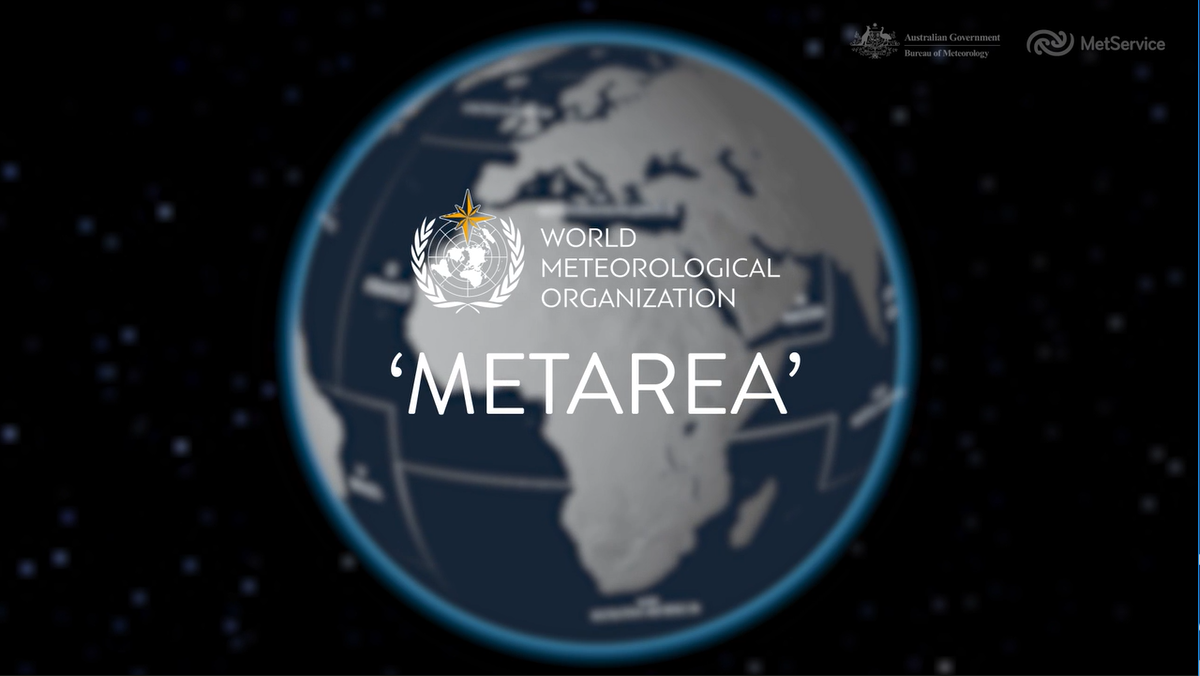 Australian Government
Bureau of Meteorology
MetService
WORLD
METEOROLOGICAL
ORGANIZATION
‘METAREA’